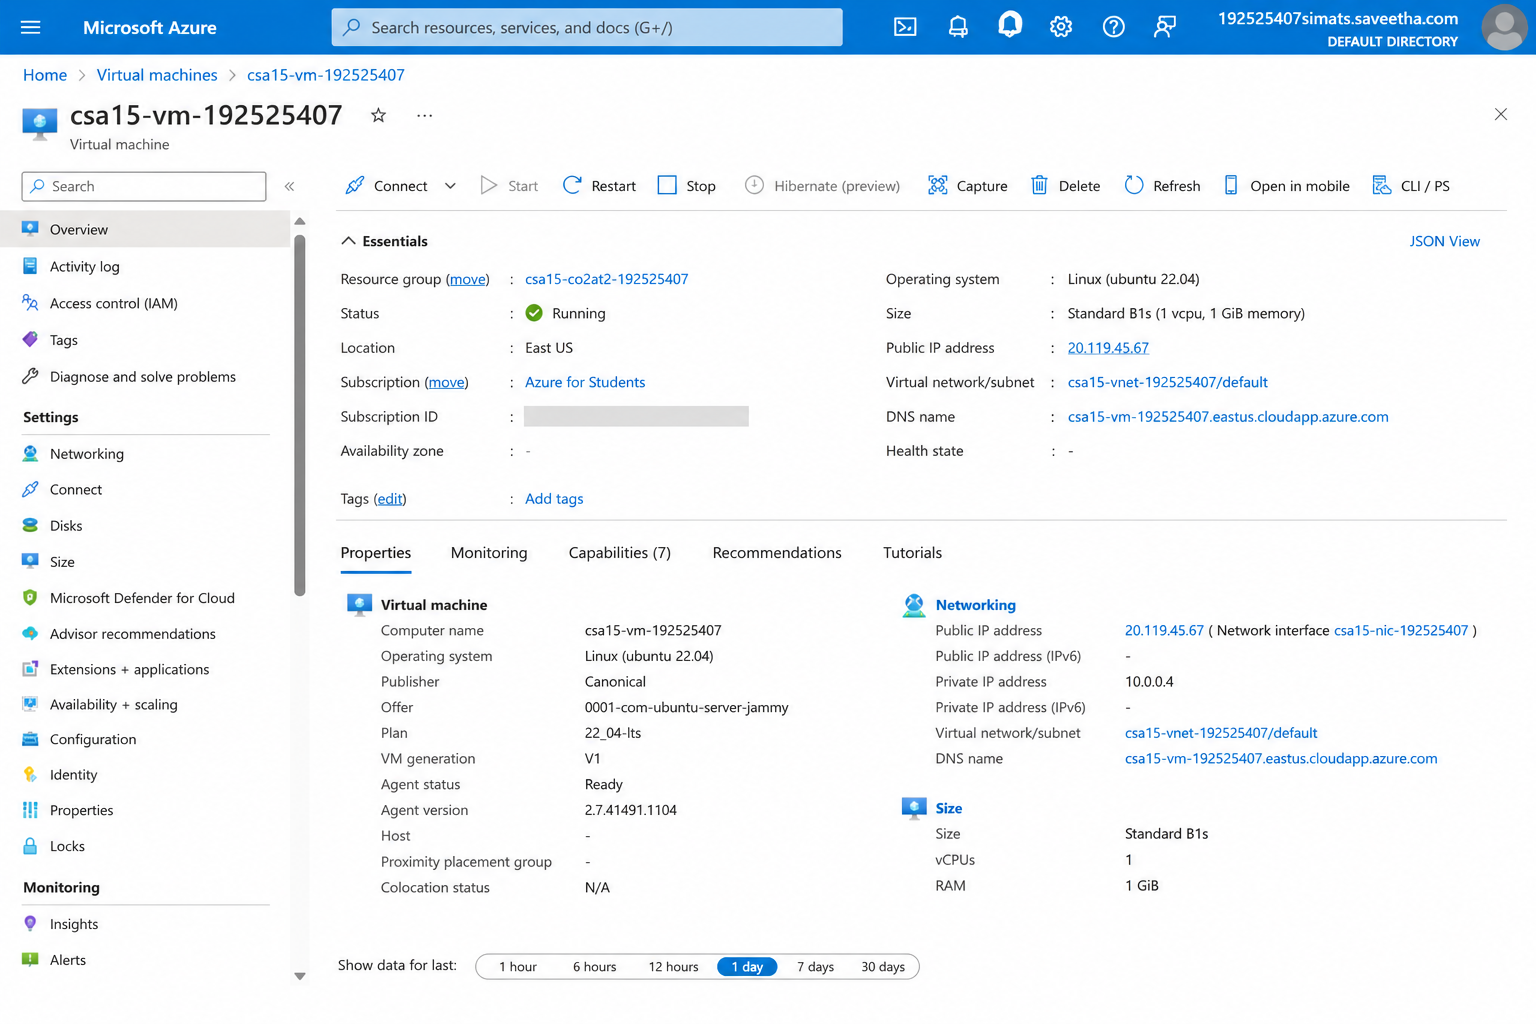 Microsoft Azure
Search resources, services, and docs (G+/)
192525407simats.saveetha.com
DEFAULT DIRECTORY
Home > Virtual machines > csa15-vm-192525407
csa15-vm-192525407 ...
Virtual machine
Search «
Connect Start Restart Stop Hibernate (preview) Capture Delete Refresh Open in mobile CLI / PS
Overview
Activity log
Access control (IAM)
Tags
Diagnose and solve problems
Settings
Networking
Connect
Disks
Size
Microsoft Defender for Cloud
Advisor recommendations
Extensions + applications
Availability + scaling
Configuration
Identity
Properties
Locks
Monitoring
Insights
Alerts
Essentials
JSON View
Resource group (move) : csa15-co2at2-192525407
Status : Running
Location : East US
Subscription (move) : Azure for Students
Subscription ID :
Availability zone : -
Tags (edit) : Add tags
Operating system : Linux (ubuntu 22.04)
Size : Standard B1s (1 vcpu, 1 GiB memory)
Public IP address : 20.119.45.67
Virtual network/subnet : csa15-vnet-192525407/default
DNS name : csa15-vm-192525407.eastus.cloudapp.azure.com
Health state : -
Properties Monitoring Capabilities (7) Recommendations Tutorials
Virtual machine
Computer name csa15-vm-192525407
Operating system Linux (ubuntu 22.04)
Publisher Canonical
Offer 0001-com-ubuntu-server-jammy
Plan 22_04-lts
VM generation V1
Agent status Ready
Agent version 2.7.41491.1104
Host -
Proximity placement group -
Colocation status N/A
Networking
Public IP address 20.119.45.67 ( Network interface csa15-nic-192525407 )
Public IP address (IPv6) -
Private IP address 10.0.0.4
Private IP address (IPv6) -
Virtual network/subnet csa15-vnet-192525407/default
DNS name csa15-vm-192525407.eastus.cloudapp.azure.com
Size
Size Standard B1s
vCPUs 1
RAM 1 GiB
Show data for last: 1 hour 6 hours 12 hours 1 day 7 days 30 days